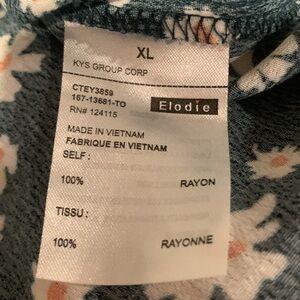 XL
KYS GROUP CORP
CTEY3859
167-13681-TO
Elodie
RN# 124115
MADE IN VIETNAM
FABRIQUE EN VIETNAM
SELF :
100% RAYON
TISSU :
100% RAYONNE